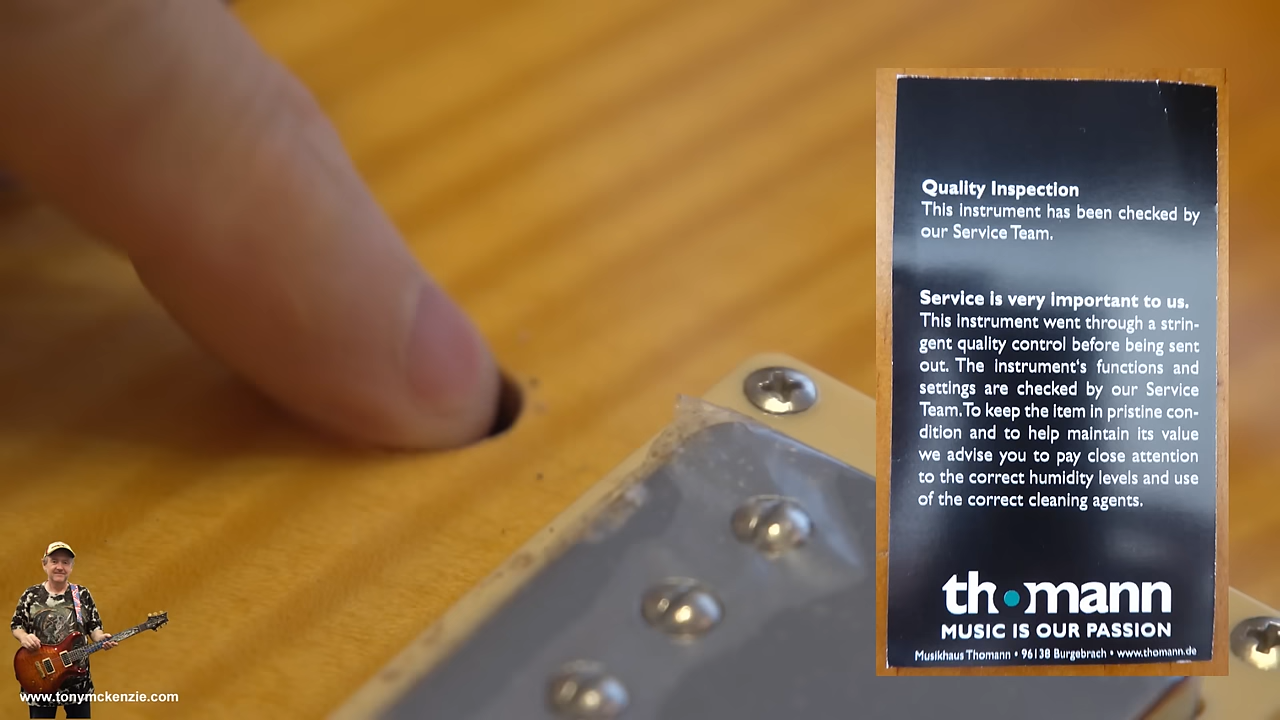 Quality Inspection
This instrument has been checked by
our Service Team.
Service is very important to us.
This instrument went through a strin-
gent quality control before being sent
out. The instrument's functions and
settings are checked by our Service
Team.To keep the item in pristine con-
dition and to help maintain its value
we advise you to pay close attention
to the correct humidity levels and use
of the correct cleaning agents.
thomann
MUSIC IS OUR PASSION
Musikhaus Thomann • 96138 Burgebrach • www.thomann.de
www.tonymckenzie.com